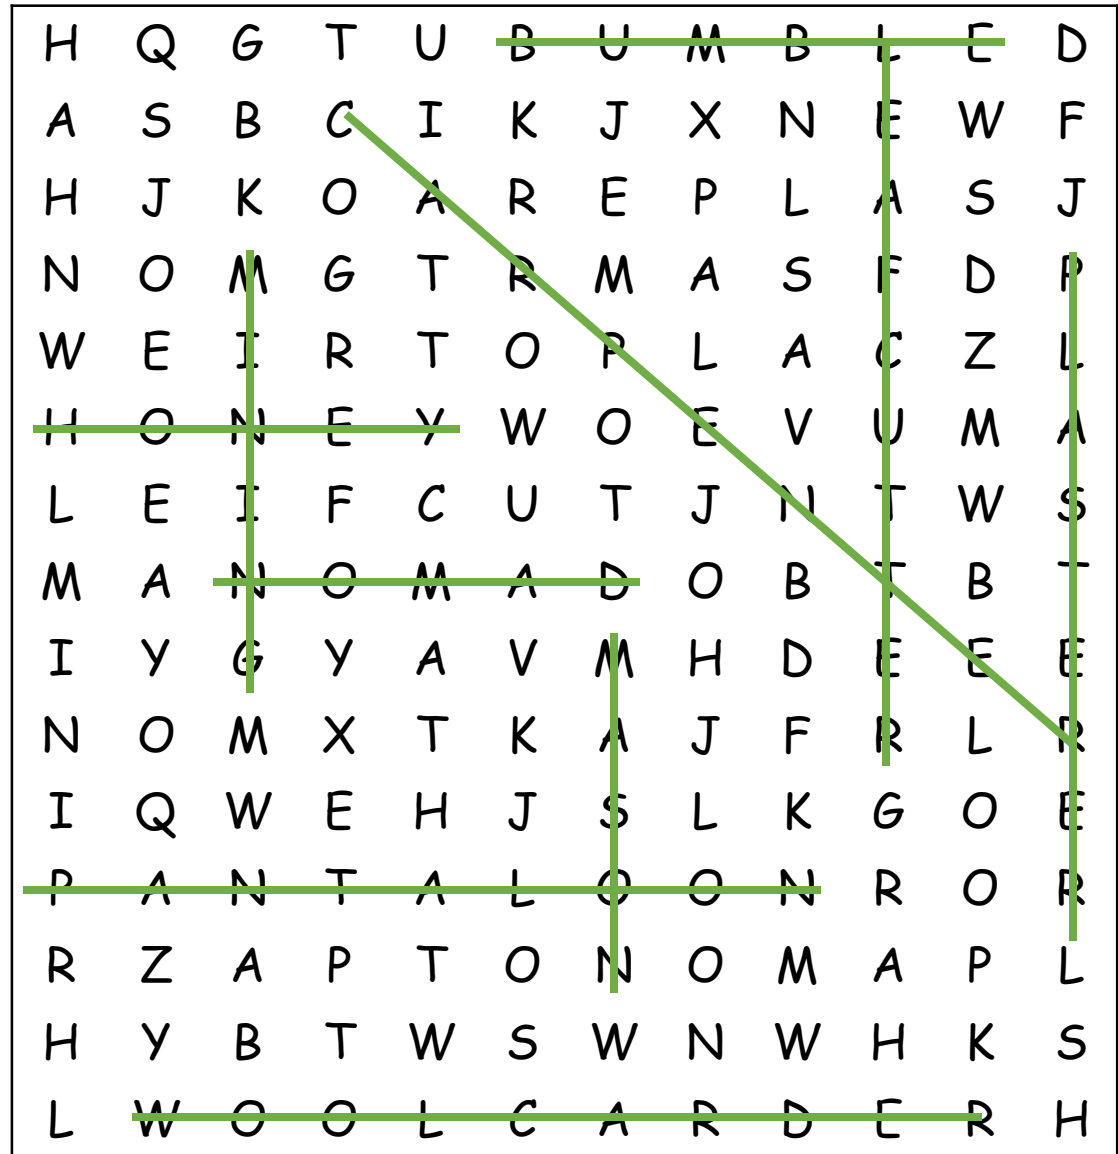 H Q G T U B U M B L E D
A S B C I K J X N E W F
H J K O A R E P L A S J
N O M G T R M A S F D P
W E I R T O P L A C Z L
H O N E Y W O E V U M A
L E I F C U T J N T W S
M A N O M A D O B T B T
I Y G Y A V M H D E E E
N O M X T K A J F R L R
I Q W E H J S L K G O E
P A N T A L O O N R O R
R Z A P T O N O M A P L
H Y B T W S W N W H K S
L W O O L C A R D E R H